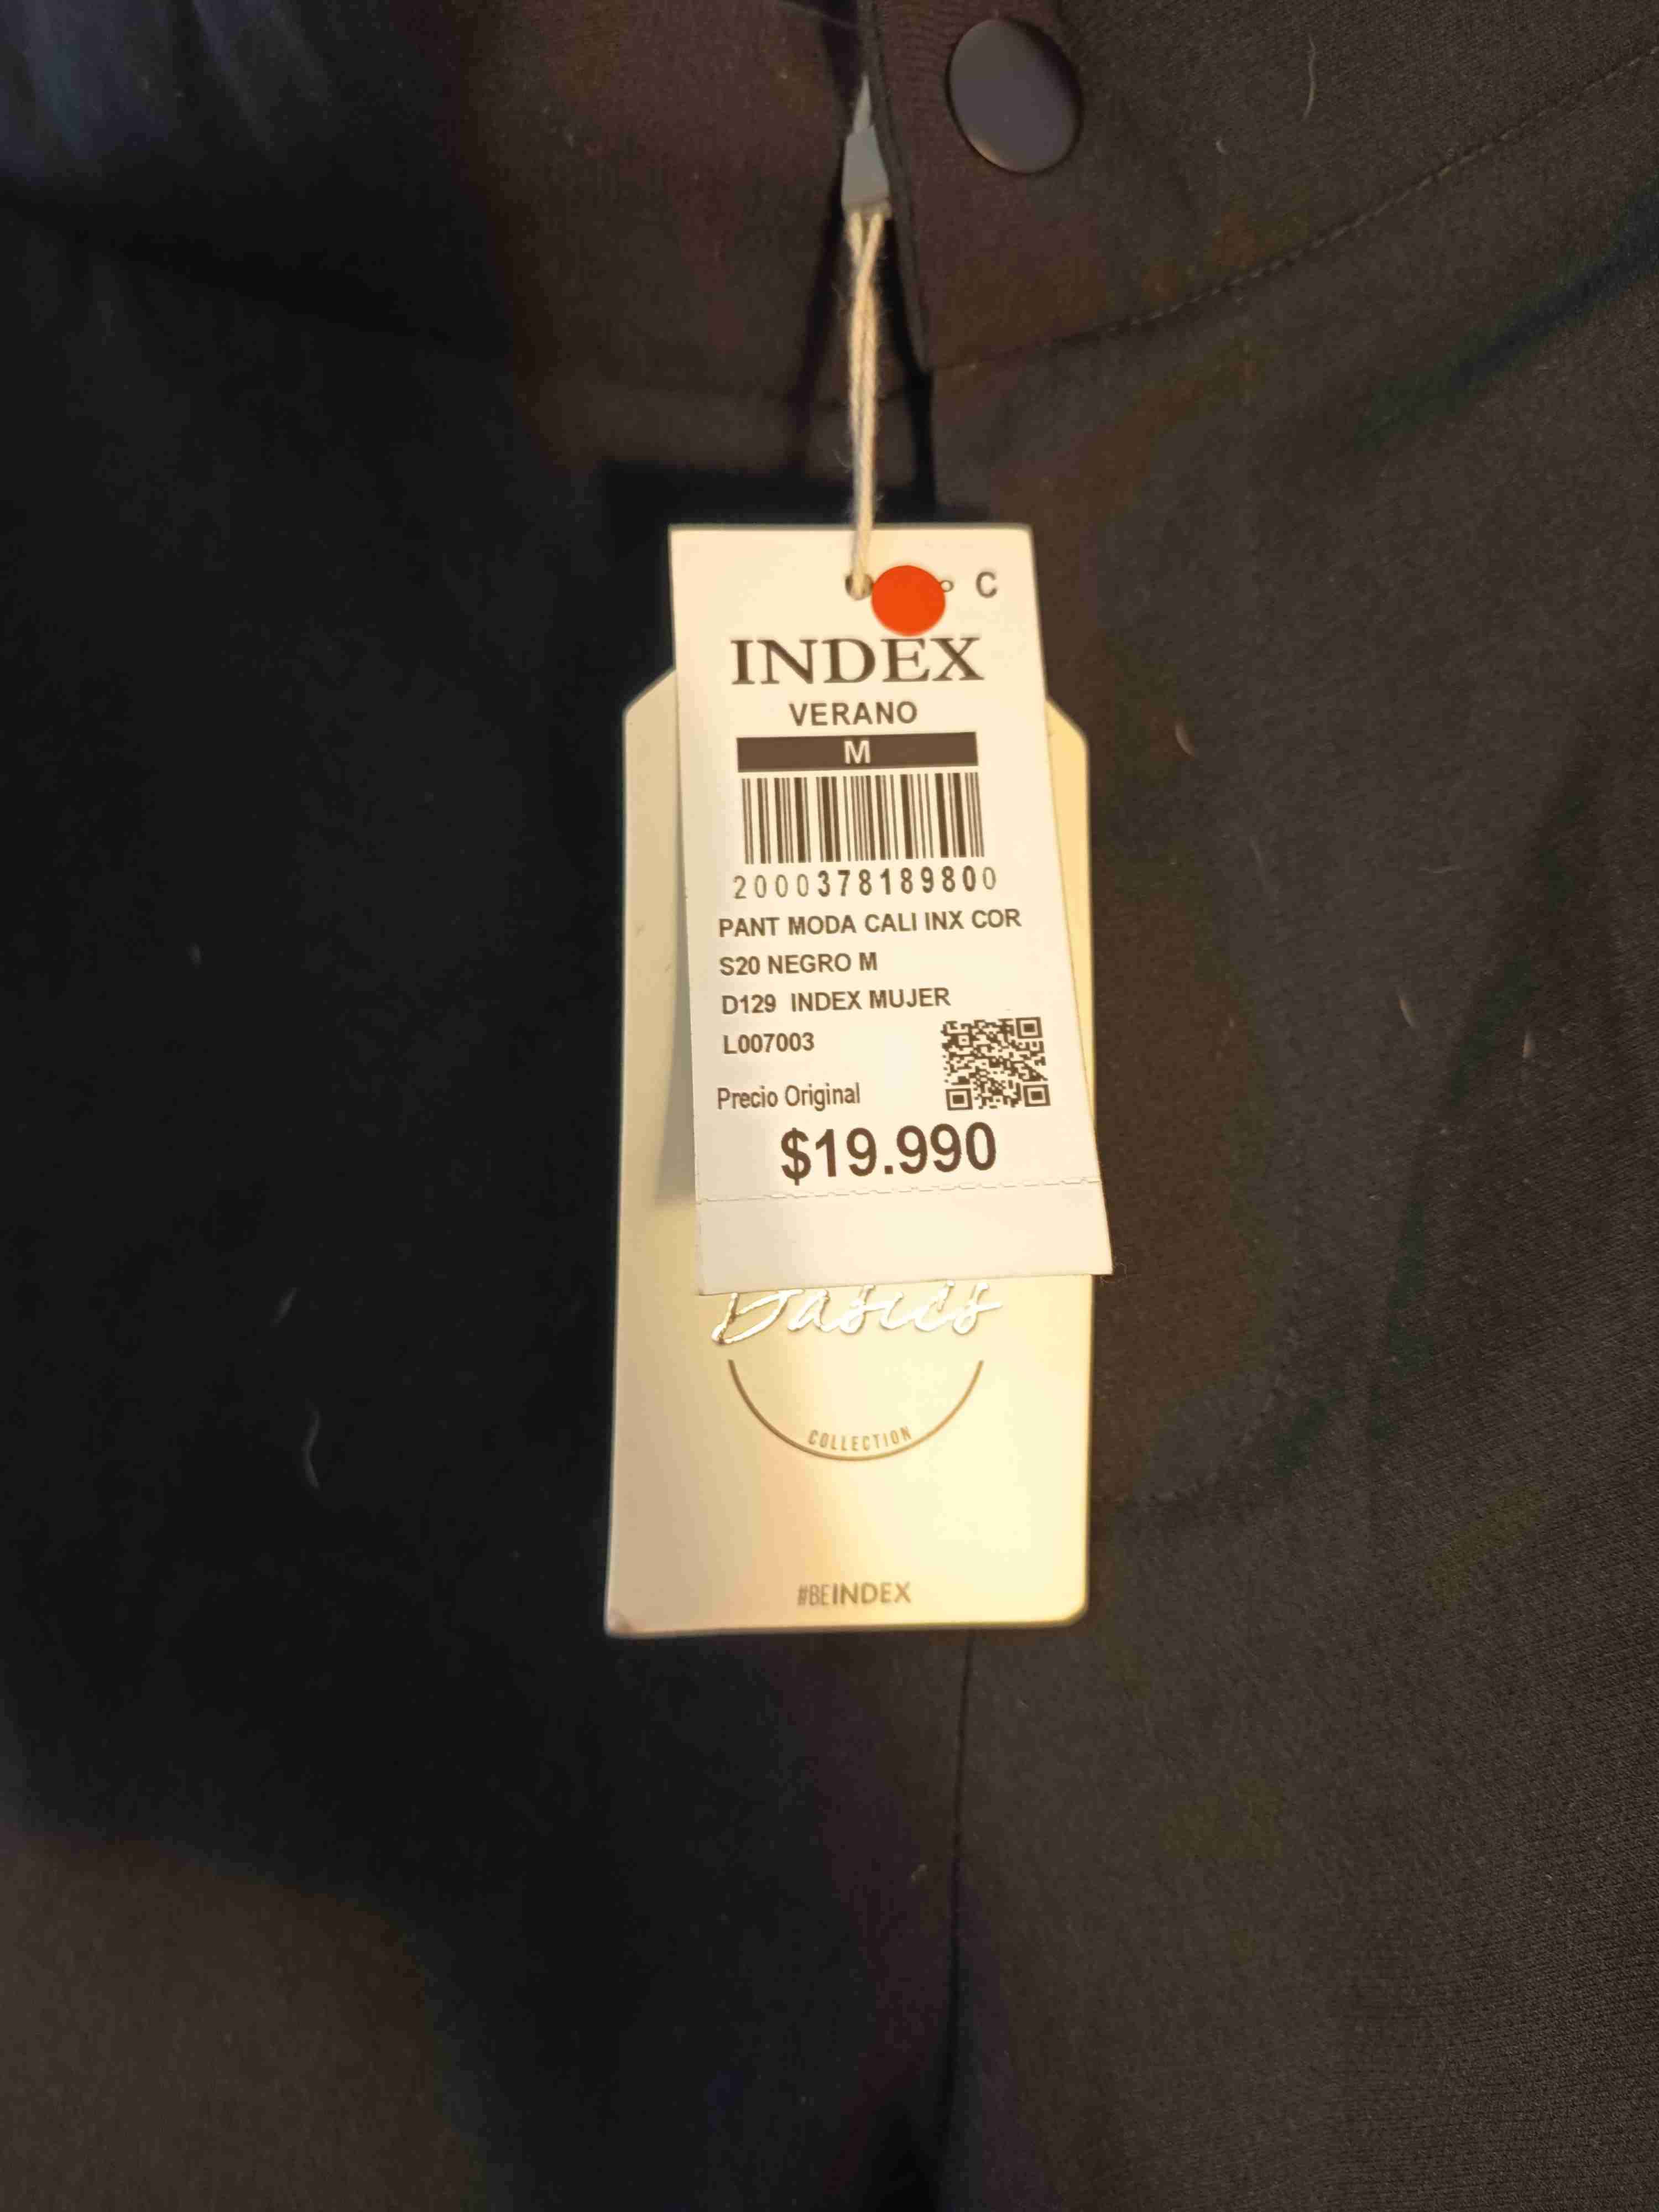 C
INDEX
VERANO
M
2000378189800
PANT MODA CALI INX COR
S20 NEGRO M
D129 INDEX MUJER
L007003
Precio Original
$19.990
Basics
COLLECTION
#BEINDEX